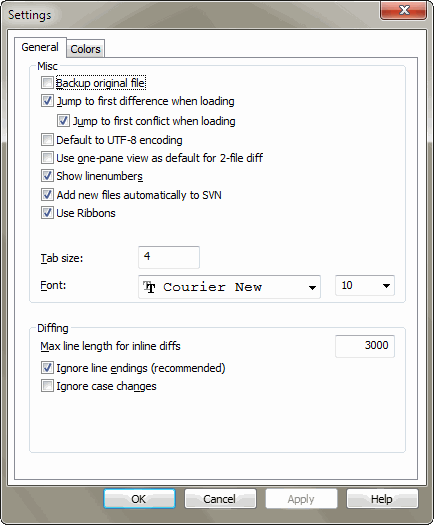 Settings
General Colors
Misc
Backup original file
Jump to first difference when loading
Jump to first conflict when loading
Default to UTF-8 encoding
Use one-pane view as default for 2-file diff
Show linenumbers
Add new files automatically to SVN
Use Ribbons
Tab size: 4
Font: Courier New 10
Diffing
Max line length for inline diffs 3000
Ignore line endings (recommended)
Ignore case changes
OK Cancel Apply Help